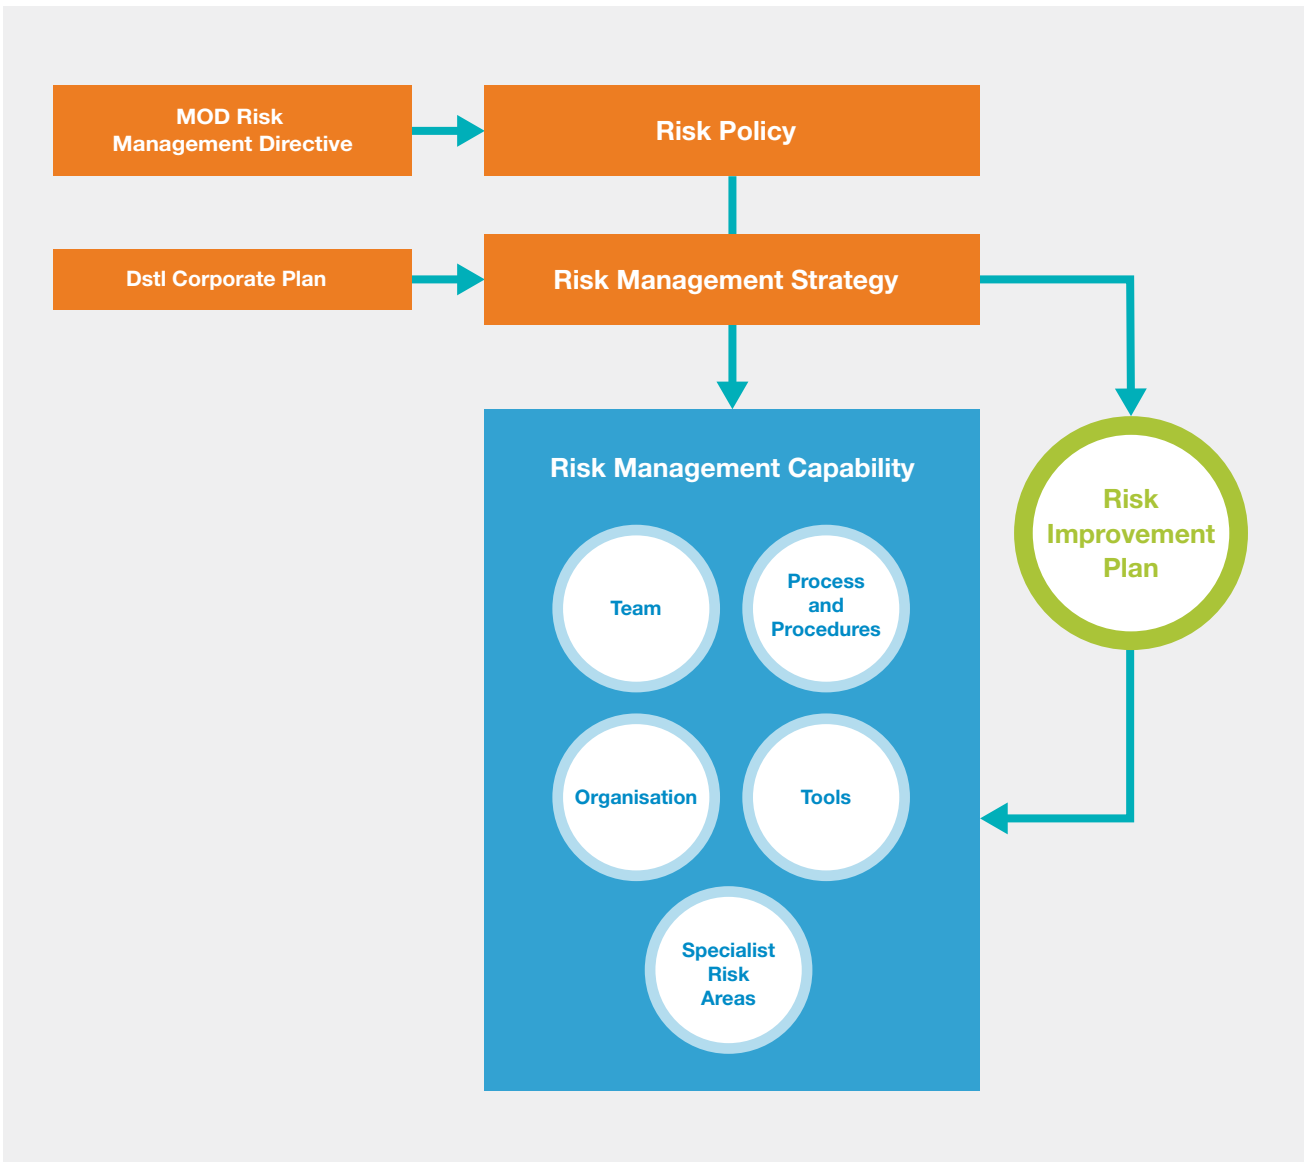 MOD Risk
Management Directive
Risk Policy
Dstl Corporate Plan
Risk Management Strategy
Risk Management Capability
Team
Process
and
Procedures
Organisation
Tools
Specialist
Risk
Areas
Risk
Improvement
Plan